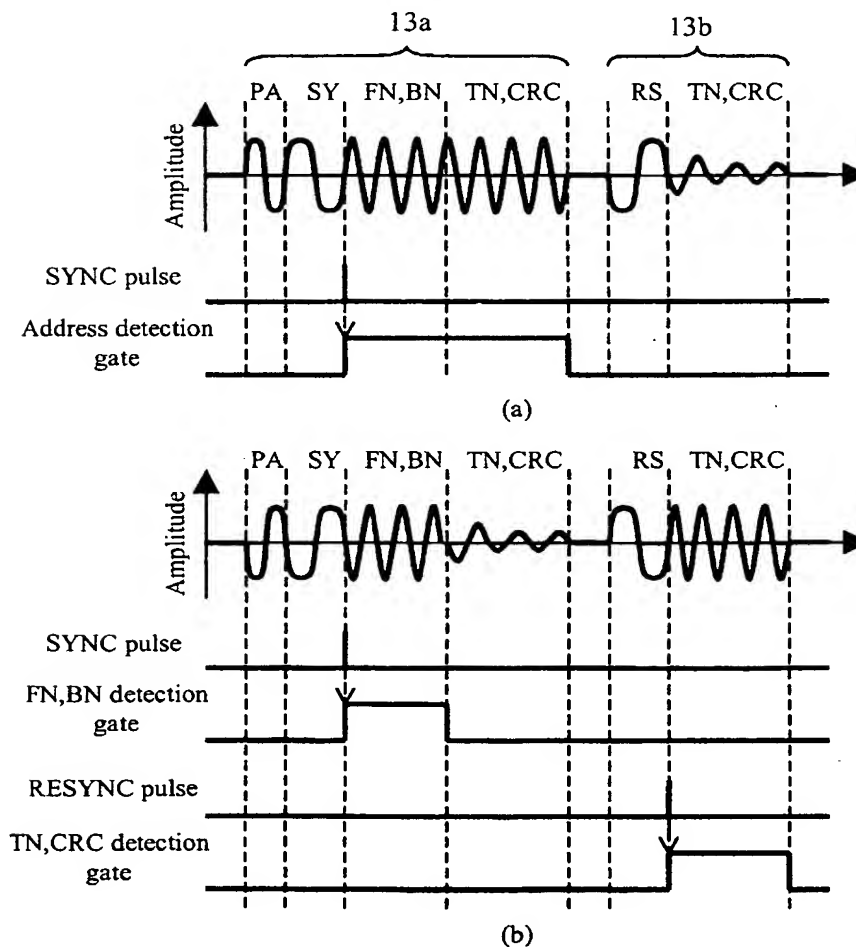 13a 13b
PA SY FN,BN TN,CRC RS TN,CRC
Amplitude
SYNC pulse
Address detection
gate
(a)
PA SY FN,BN TN,CRC RS TN,CRC
Amplitude
SYNC pulse
FN,BN detection
gate
RESYNC pulse
TN,CRC detection
gate
(b)